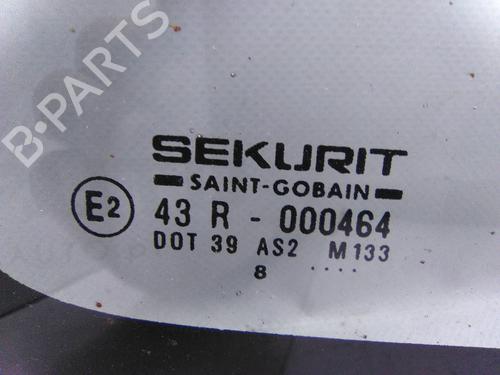 B-PARTS
SEKURIT
SAINT-GOBAIN
E2 43 R - 000464
DOT 39 AS2 M133
8 ....